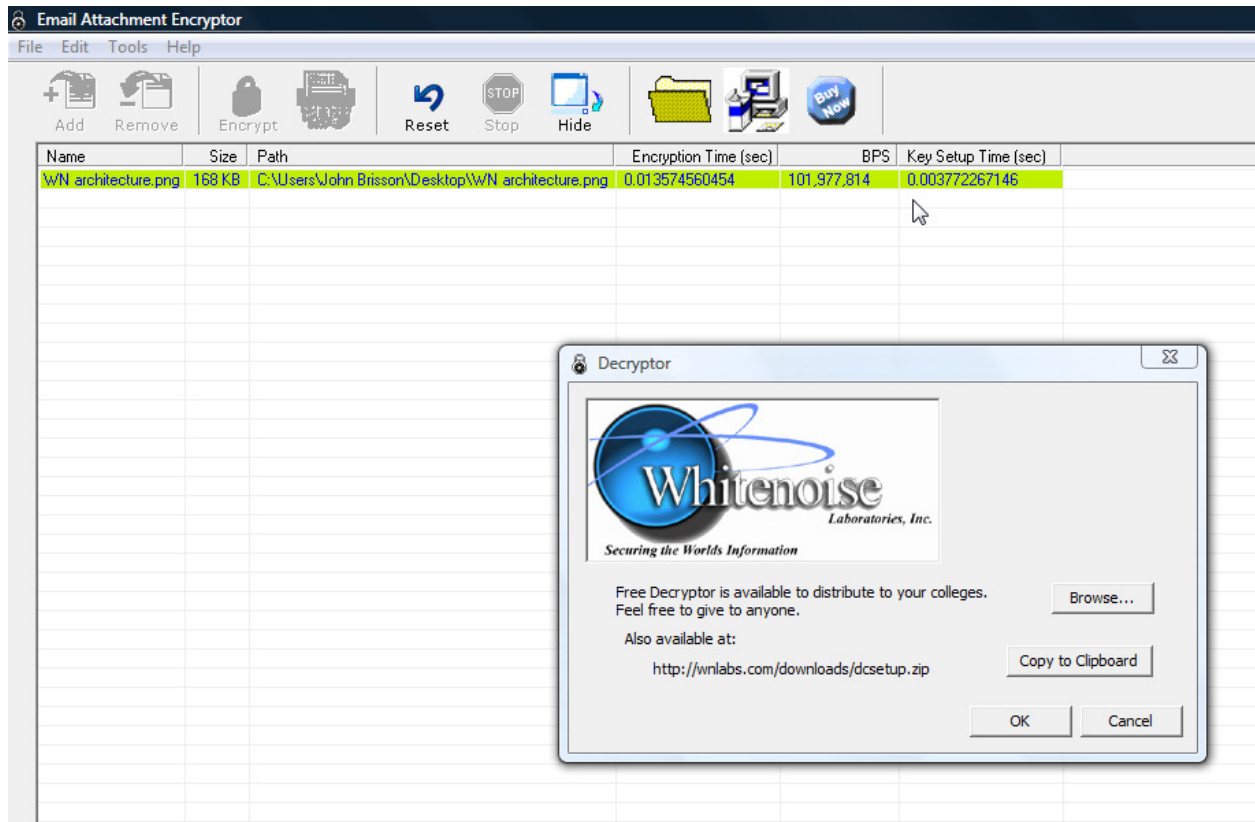 Email Attachment Encryptor
File Edit Tools Help
STOP
Buy Now
Add Remove Encrypt Reset Stop Hide
Name Size Path Encryption Time (sec) BPS Key Setup Time (sec)
WN architecture.png 168 KB C:\Users\John Brisson\Desktop\WN architecture.png 0.013574560454 101,977,814 0.003772267146
Decryptor
Whitenoise
Laboratories, Inc.
Securing the Worlds Information
Free Decryptor is available to distribute to your colleges.
Feel free to give to anyone.
Browse...
Also available at:
http://wnlabs.com/downloads/dcsetup.zip
Copy to Clipboard
OK Cancel